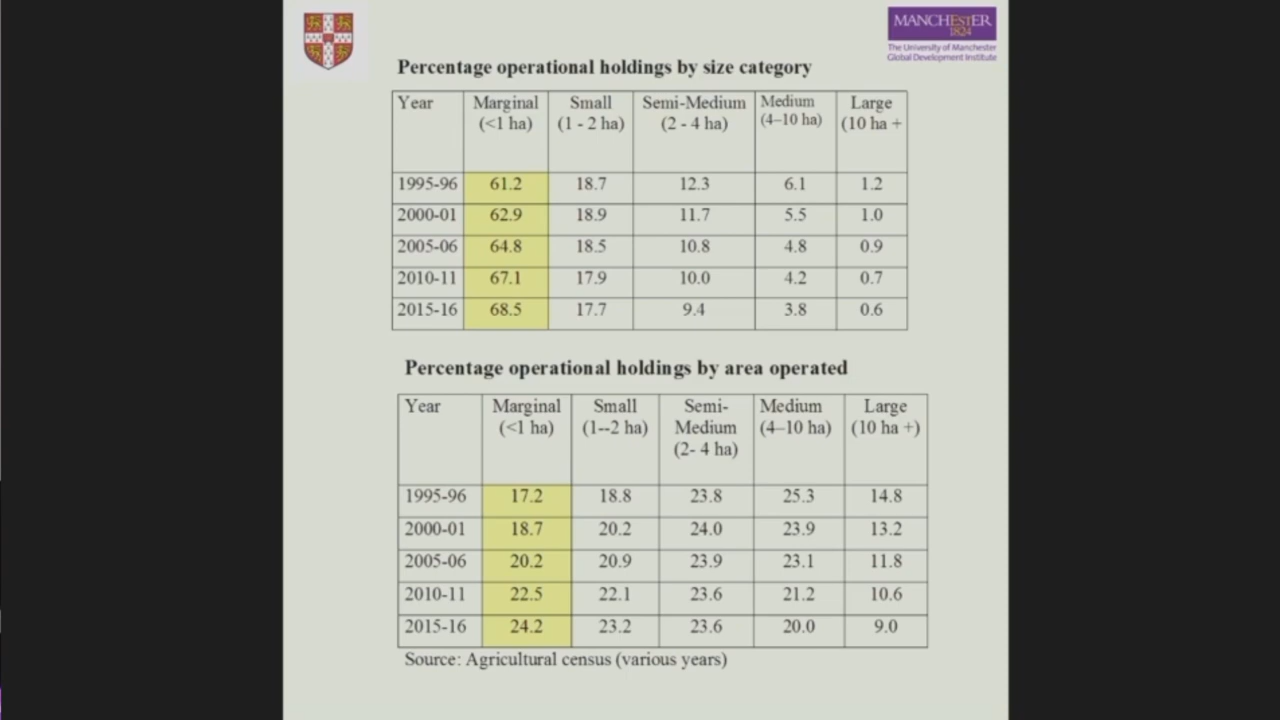 MANCHESTER
1824
The University of Manchester
Global Development Institute
Percentage operational holdings by size category
Year Marginal (<1 ha) Small (1 - 2 ha) Semi-Medium (2 - 4 ha) Medium (4–10 ha) Large (10 ha +
1995-96 61.2 18.7 12.3 6.1 1.2
2000-01 62.9 18.9 11.7 5.5 1.0
2005-06 64.8 18.5 10.8 4.8 0.9
2010-11 67.1 17.9 10.0 4.2 0.7
2015-16 68.5 17.7 9.4 3.8 0.6
Percentage operational holdings by area operated
Year Marginal (<1 ha) Small (1--2 ha) Semi-Medium (2- 4 ha) Medium (4–10 ha) Large (10 ha +)
1995-96 17.2 18.8 23.8 25.3 14.8
2000-01 18.7 20.2 24.0 23.9 13.2
2005-06 20.2 20.9 23.9 23.1 11.8
2010-11 22.5 22.1 23.6 21.2 10.6
2015-16 24.2 23.2 23.6 20.0 9.0
Source: Agricultural census (various years)